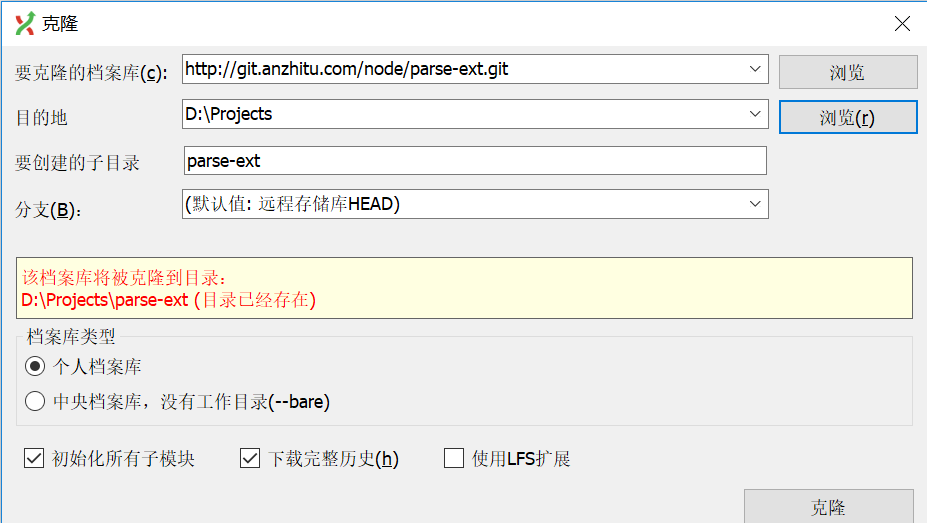 克隆
要克隆的档案库(c): http://git.anzhitu.com/node/parse-ext.git 浏览
目的地 D:\Projects 浏览(r)
要创建的子目录 parse-ext
分支(B): (默认值: 远程存储库HEAD)
该档案库将被克隆到目录:
D:\Projects\parse-ext (目录已经存在)
档案库类型
个人档案库
中央档案库，没有工作目录(--bare)
初始化所有子模块 下载完整历史(h) 使用LFS扩展
克隆